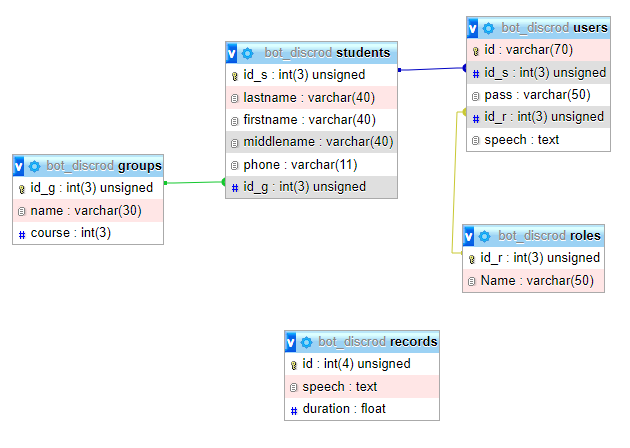 v bot_discrod users
id : varchar(70)
# id_s : int(3) unsigned
pass : varchar(50)
# id_r : int(3) unsigned
speech : text
v bot_discrod students
id_s : int(3) unsigned
lastname : varchar(40)
firstname : varchar(40)
middlename : varchar(40)
phone : varchar(11)
# id_g : int(3) unsigned
v bot_discrod groups
id_g : int(3) unsigned
name : varchar(30)
# course : int(3)
v bot_discrod roles
id_r : int(3) unsigned
Name : varchar(50)
v bot_discrod records
id : int(4) unsigned
speech : text
# duration : float